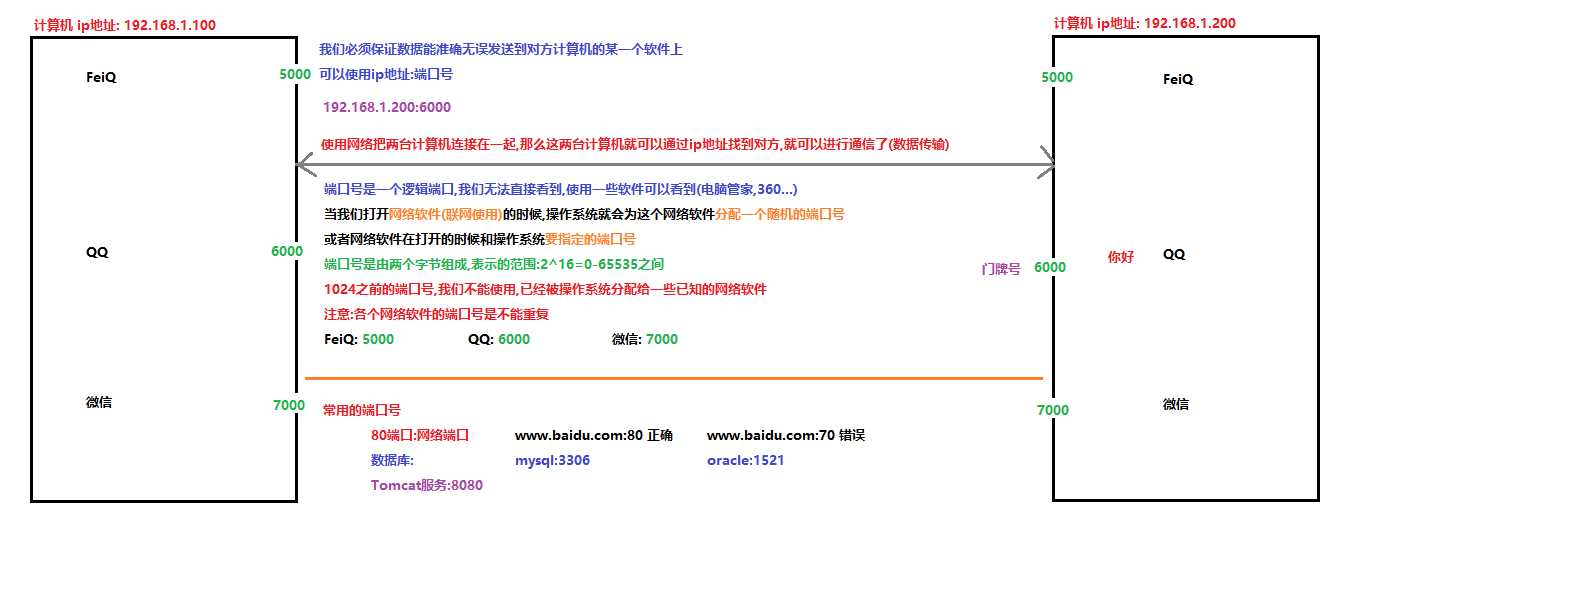 计算机 ip地址: 192.168.1.100
计算机 ip地址: 192.168.1.200
我们必须保证数据能准确无误发送到对方计算机的某一个软件上
FeiQ
5000
可以使用ip地址:端口号
5000
FeiQ
192.168.1.200:6000
使用网络把两台计算机连接在一起,那么这两台计算机就可以通过ip地址找到对方,就可以进行通信了(数据传输)
端口号是一个逻辑端口,我们无法直接看到,使用一些软件可以看到(电脑管家,360...)
当我们打开网络软件(联网使用)的时候,操作系统就会为这个网络软件分配一个随机的端口号
或者网络软件在打开的时候和操作系统要指定的端口号
QQ
6000
端口号是由两个字节组成,表示的范围:2^16=0-65535之间
门牌号
6000
你好
QQ
1024之前的端口号,我们不能使用,已经被操作系统分配给一些已知的网络软件
注意:各个网络软件的端口号是不能重复
FeiQ: 5000 QQ: 6000 微信: 7000
微信
7000
常用的端口号
7000
微信
80端口:网络端口 www.baidu.com:80 正确 www.baidu.com:70 错误
数据库: mysql:3306 oracle:1521
Tomcat服务:8080